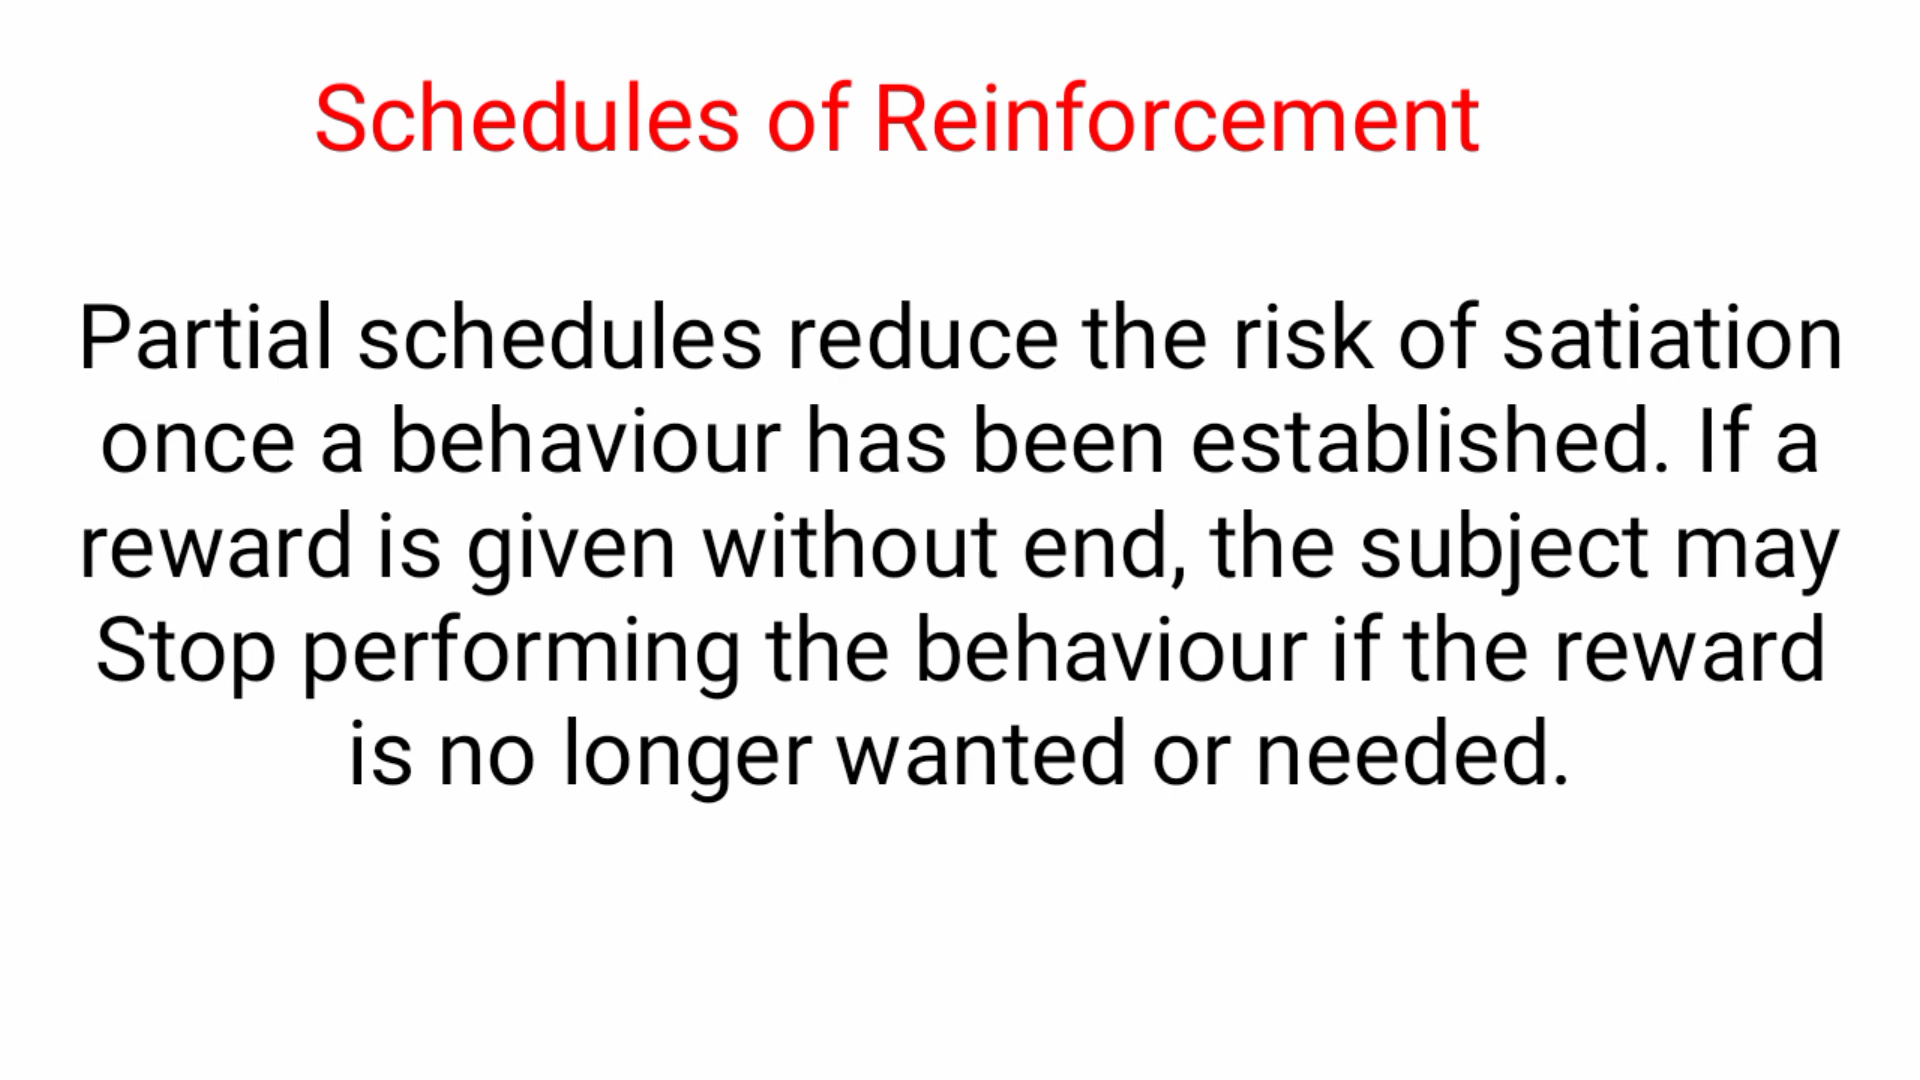 Schedules of Reinforcement
Partial schedules reduce the risk of satiation
once a behaviour has been established. If a
reward is given without end, the subject may
Stop performing the behaviour if the reward
is no longer wanted or needed.